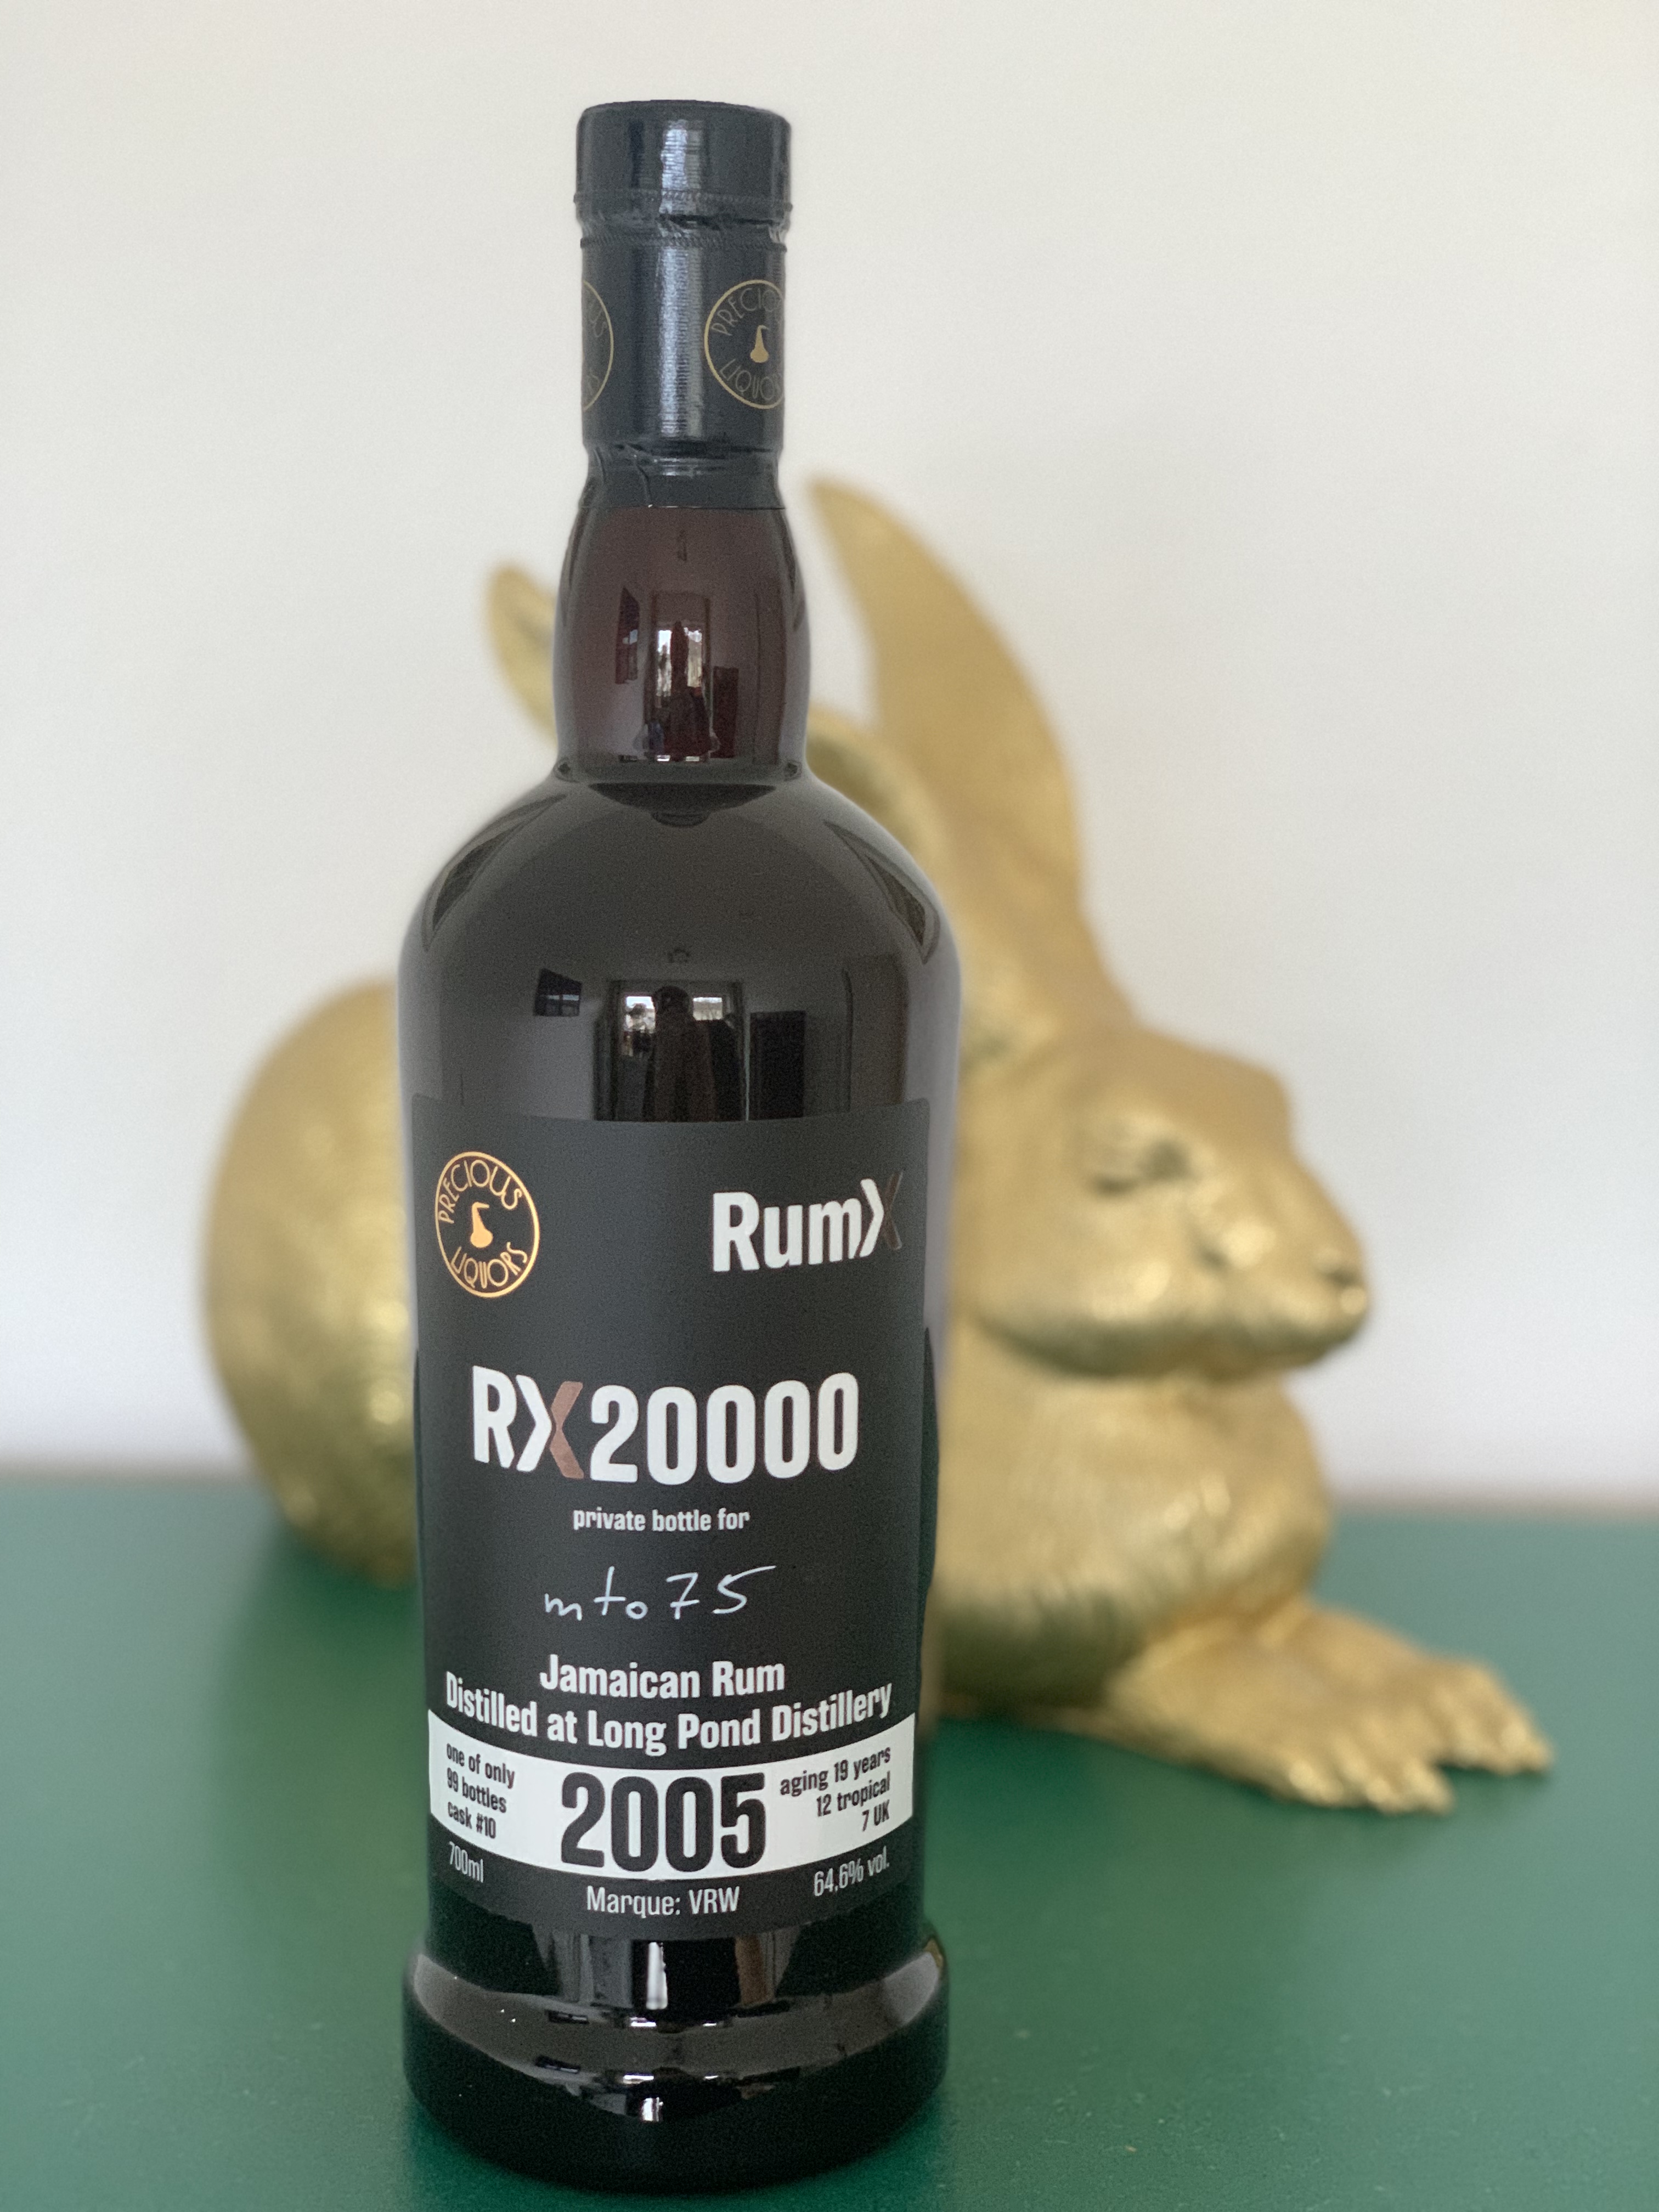 PRECIOUS
LIQUORS
PRECIOUS
LIQUORS
RumX
RX20000
private bottle for
mto75
Jamaican Rum
Distilled at Long Pond Distillery
one of only
99 bottles
cask #10
2005
aging 19 years
12 tropical
7 UK
700ml
Marque: VRW
64,6% vol.